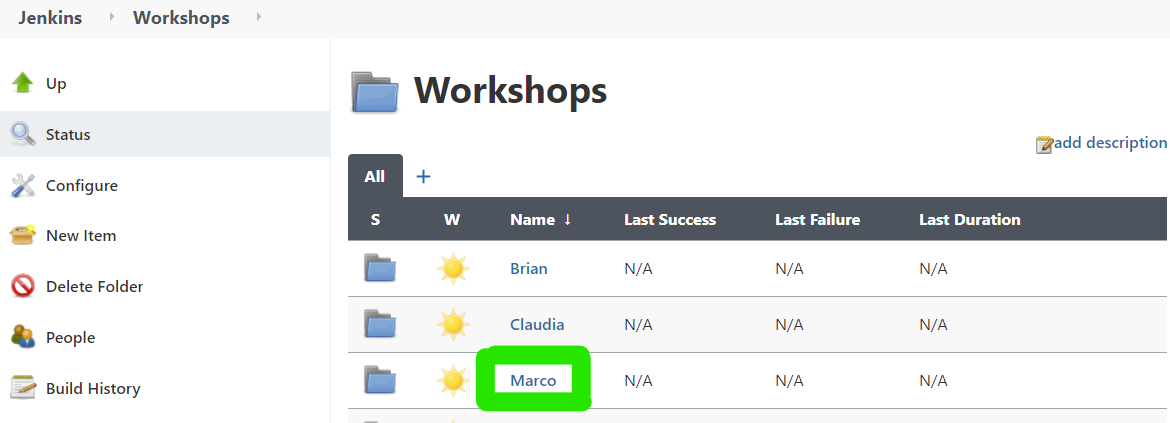 Jenkins Workshops
Up
Status
Configure
New Item
Delete Folder
People
Build History
Workshops
add description
All +
S W Name ↓ Last Success Last Failure Last Duration
Brian N/A N/A N/A
Claudia N/A N/A N/A
Marco N/A N/A N/A